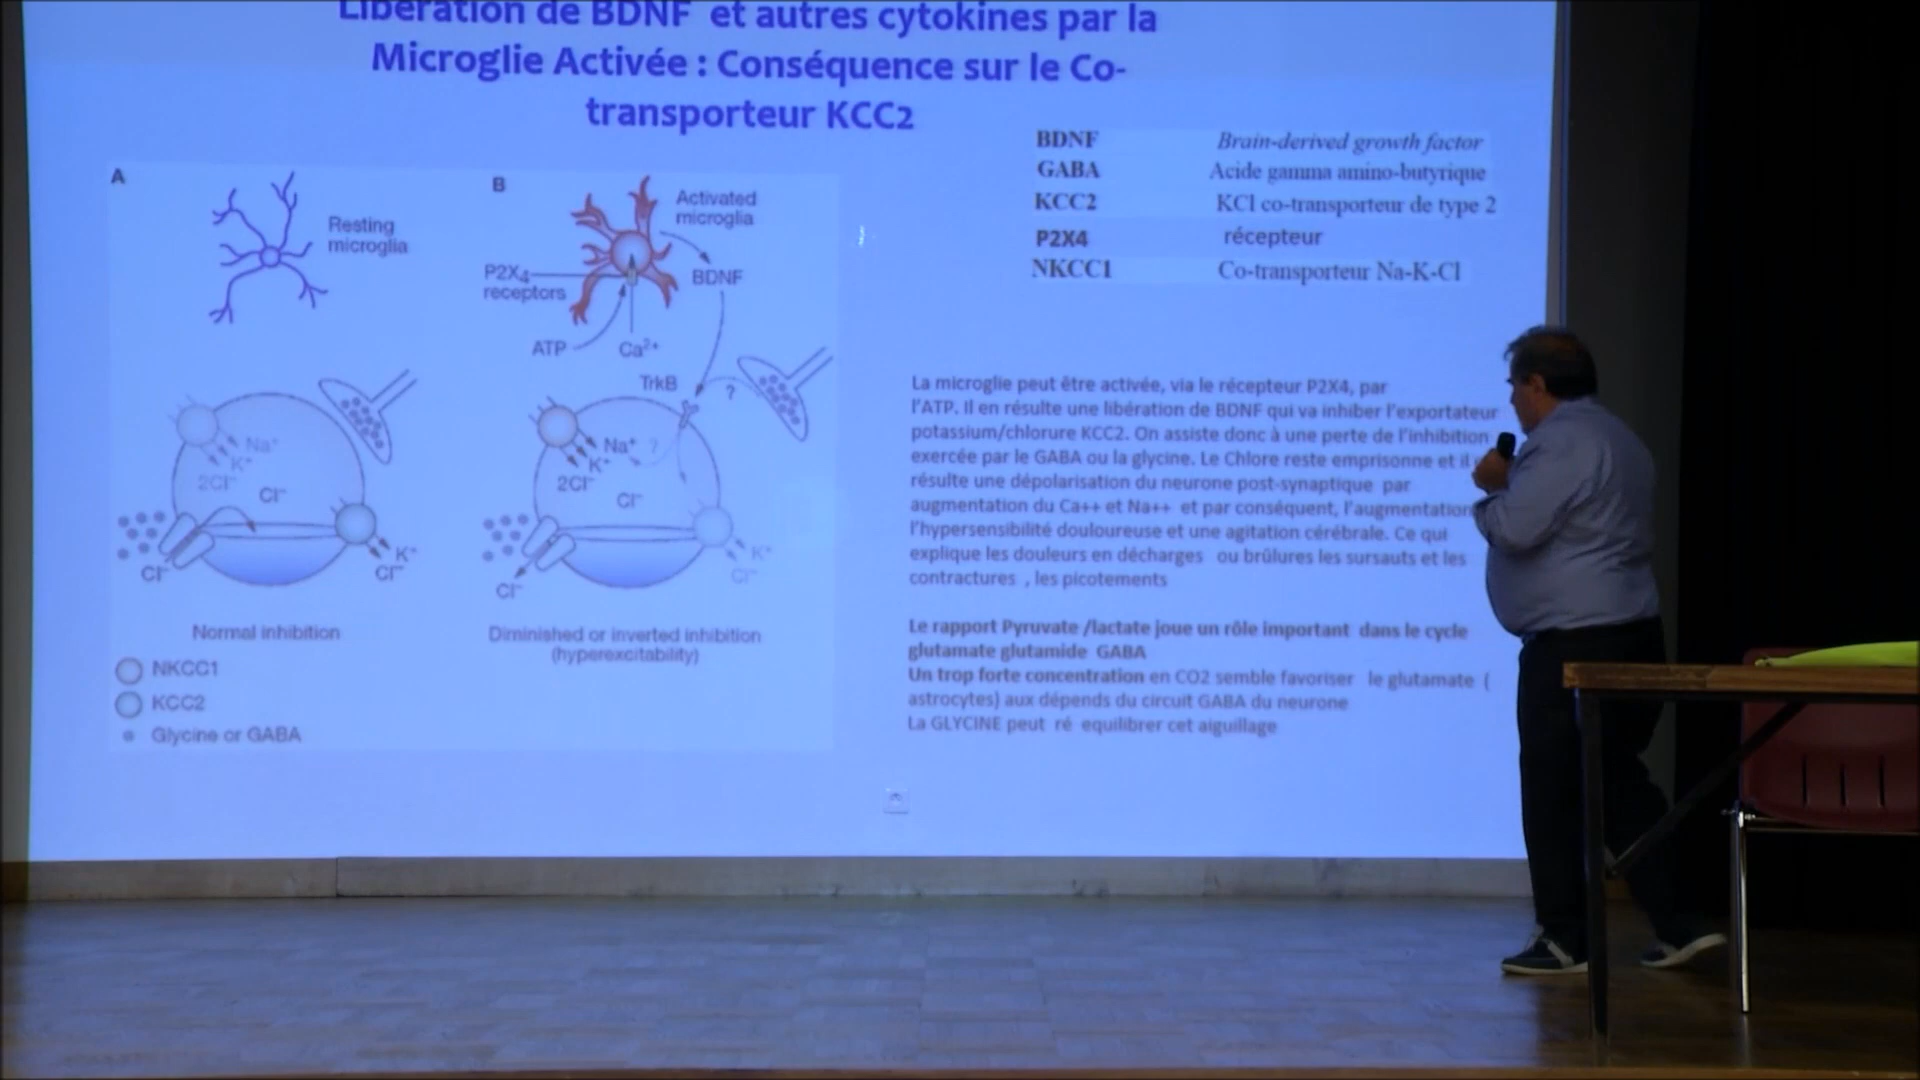 Libération de BDNF et autres cytokines par la
Microglie Activée : Conséquence sur le Co-
transporteur KCC2
BDNF Brain-derived growth factor
GABA Acide gamma amino-butyrique
KCC2 KCl co-transporteur de type 2
P2X4 récepteur
NKCC1 Co-transporteur Na-K-Cl
A
Resting
microglia
Na⁺
K⁺
2Cl⁻
Cl⁻
Cl⁻
K⁺
Cl⁻
Normal inhibition
NKCC1
KCC2
Glycine or GABA
B
Activated
microglia
P2X₄
receptors
BDNF
ATP
Ca²⁺
TrkB
?
Na⁺
?
K⁺
2Cl⁻
Cl⁻
K⁺
Cl⁻
Cl⁻
Diminished or inverted inhibition
(hyperexcitability)
La microglie peut être activée, via le récepteur P2X4, par
l'ATP. Il en résulte une libération de BDNF qui va inhiber l'exportateur
potassium/chlorure KCC2. On assiste donc à une perte de l'inhibition
exercée par le GABA ou la glycine. Le Chlore reste emprisonne et il
résulte une dépolarisation du neurone post-synaptique par
augmentation du Ca++ et Na++ et par conséquent, l'augmentation
l'hypersensibilité douloureuse et une agitation cérébrale. Ce qui
explique les douleurs en décharges ou brûlures les sursauts et les
contractures , les picotements
Le rapport Pyruvate /lactate joue un rôle important dans le cycle
glutamate glutamide GABA
Un trop forte concentration en CO2 semble favoriser le glutamate (
astrocytes) aux dépends du circuit GABA du neurone
La GLYCINE peut ré equilibrer cet aiguillage